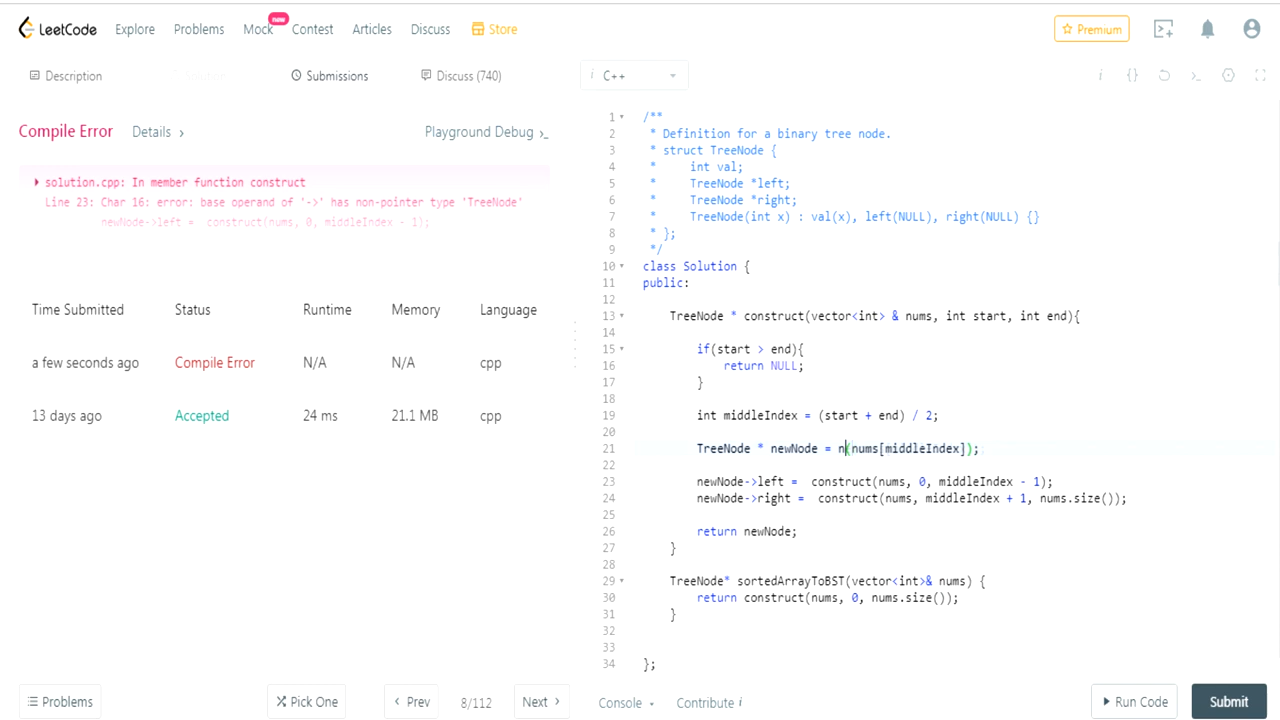 LeetCode Explore Problems Mock new Contest Articles Discuss Store Premium
Description Submissions Discuss (740) i C++
Compile Error Details Playground Debug
solution.cpp: In member function construct
Line 23: Char 16: error: base operand of '->' has non-pointer type 'TreeNode'
newNode->left = construct(nums, 0, middleIndex - 1);
Time Submitted Status Runtime Memory Language
a few seconds ago Compile Error N/A N/A cpp
13 days ago Accepted 24 ms 21.1 MB cpp
1 /**
2 * Definition for a binary tree node.
3 * struct TreeNode {
4 * int val;
5 * TreeNode *left;
6 * TreeNode *right;
7 * TreeNode(int x) : val(x), left(NULL), right(NULL) {}
8 * };
9 */
10 class Solution {
11 public:
12
13 TreeNode * construct(vector<int> & nums, int start, int end){
14
15 if(start > end){
16 return NULL;
17 }
18
19 int middleIndex = (start + end) / 2;
20
21 TreeNode * newNode = n(nums[middleIndex]);
22
23 newNode->left = construct(nums, 0, middleIndex - 1);
24 newNode->right = construct(nums, middleIndex + 1, nums.size());
25
26 return newNode;
27 }
28
29 TreeNode* sortedArrayToBST(vector<int>& nums) {
30 return construct(nums, 0, nums.size());
31 }
32
33
34 };
Problems Pick One < Prev 8/112 Next > Console Contribute i Run Code Submit